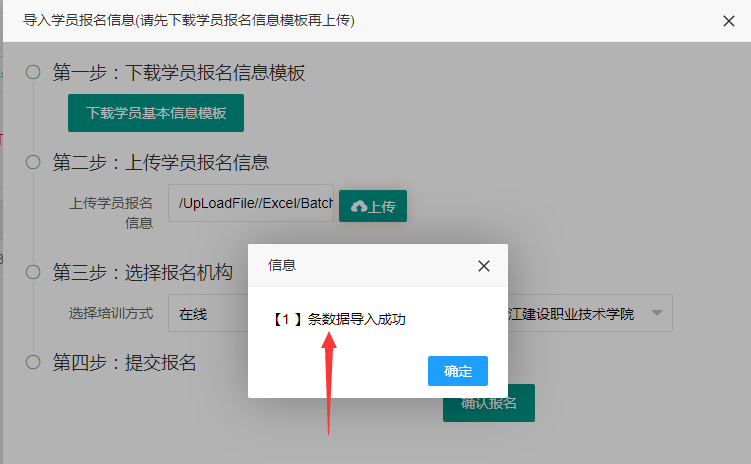 导入学员报名信息(请先下载学员报名信息模板再上传)
第一步：下载学员报名信息模板
下载学员基本信息模板
第二步：上传学员报名信息
上传学员报名
信息
/UpLoadFile//Excel/Batch
上传
信息
第三步：选择报名机构
选择培训方式
在线
江建设职业技术学院
【1 】条数据导入成功
确定
第四步：提交报名
确认报名